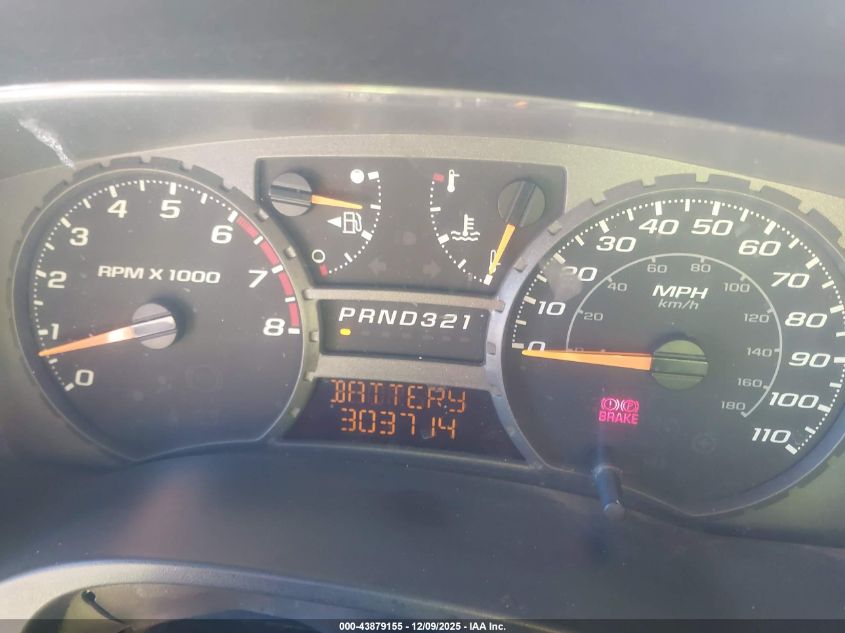 0 1 2 3 4 5 6 7 8
RPM X 1000
PRND321
BATTERY
303714
0 10 20 30 40 50 60 70 80 90 100 110
20 40 60 80 100 120 140 160 180
MPH
km/h
BRAKE
000-43879155 - 12/09/2025 - IAA Inc.